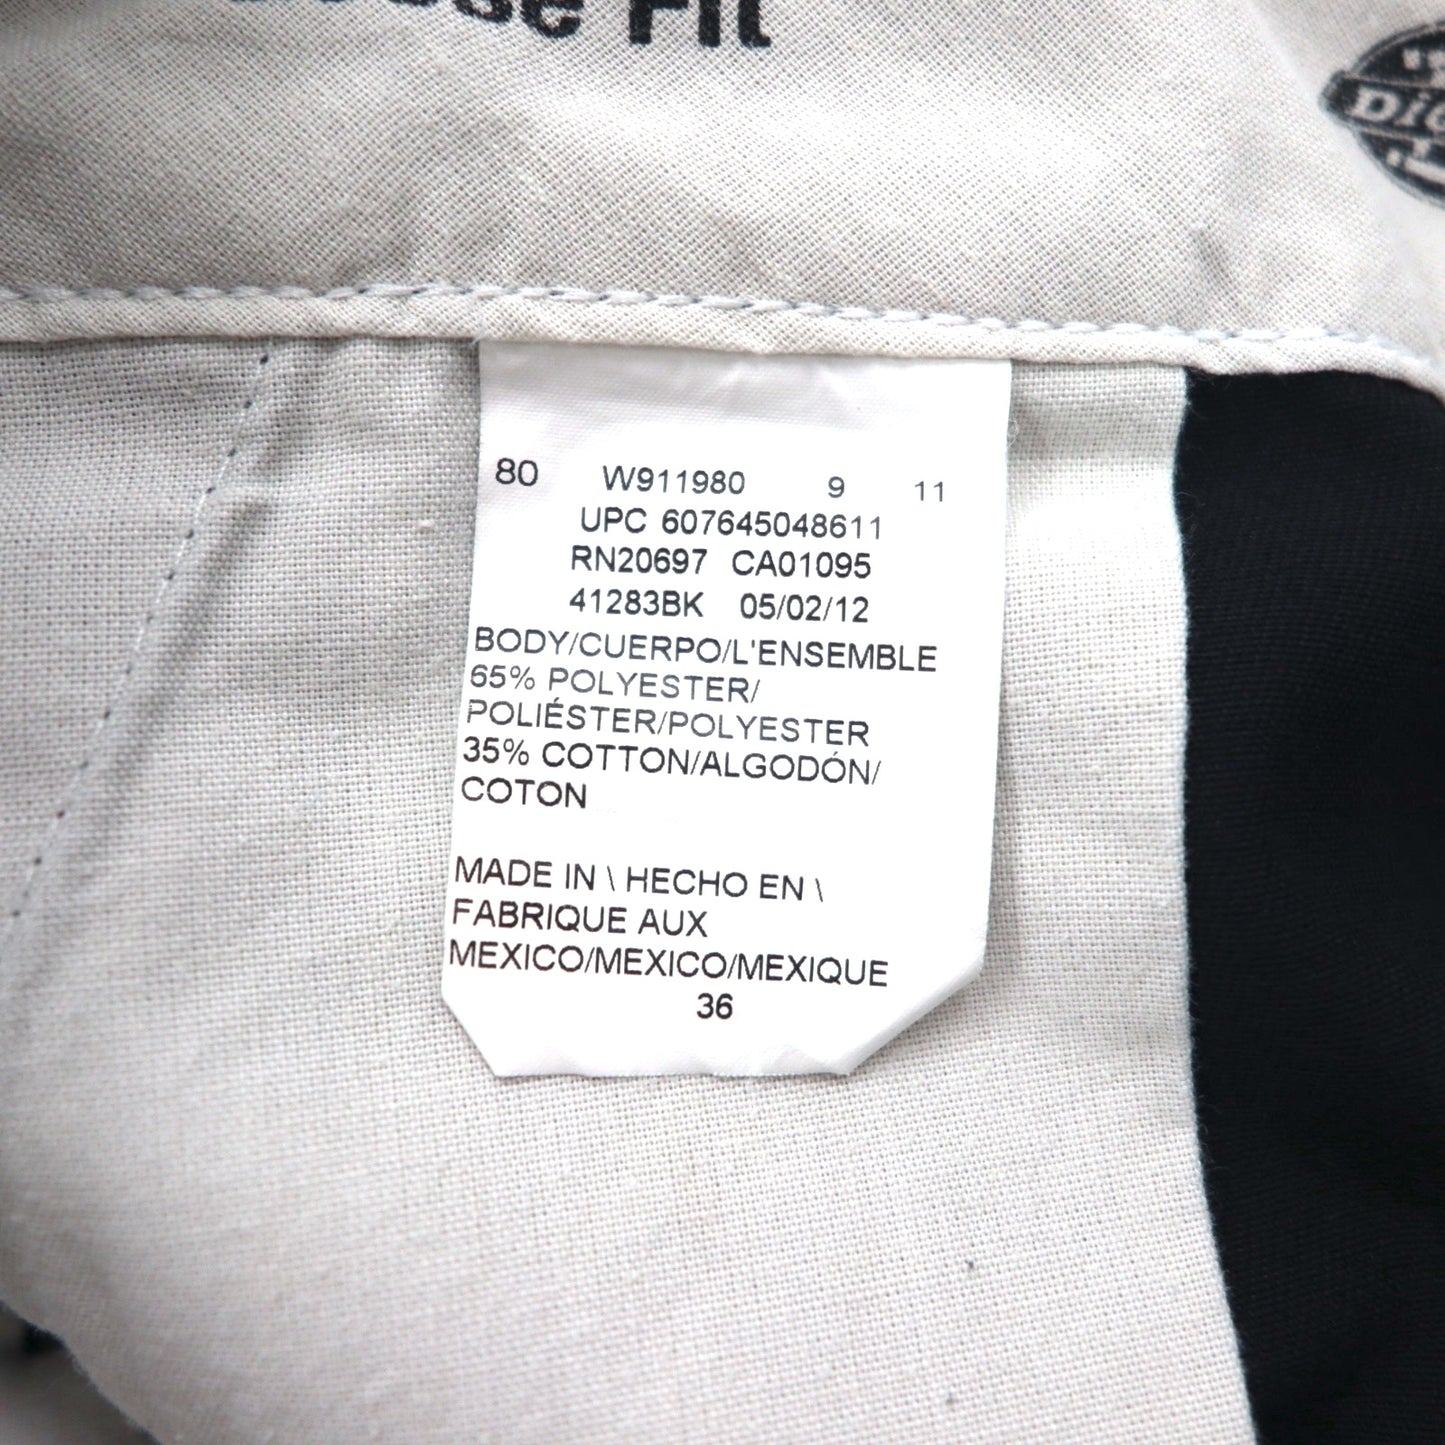 Fit
80 W911980 9 11
UPC 607645048611
RN20697 CA01095
41283BK 05/02/12
BODY/CUERPO/L'ENSEMBLE
65% POLYESTER/
POLIÉSTER/POLYESTER
35% COTTON/ALGODÓN/
COTON
MADE IN \ HECHO EN \
FABRIQUE AUX
MEXICO/MEXICO/MEXIQUE
36